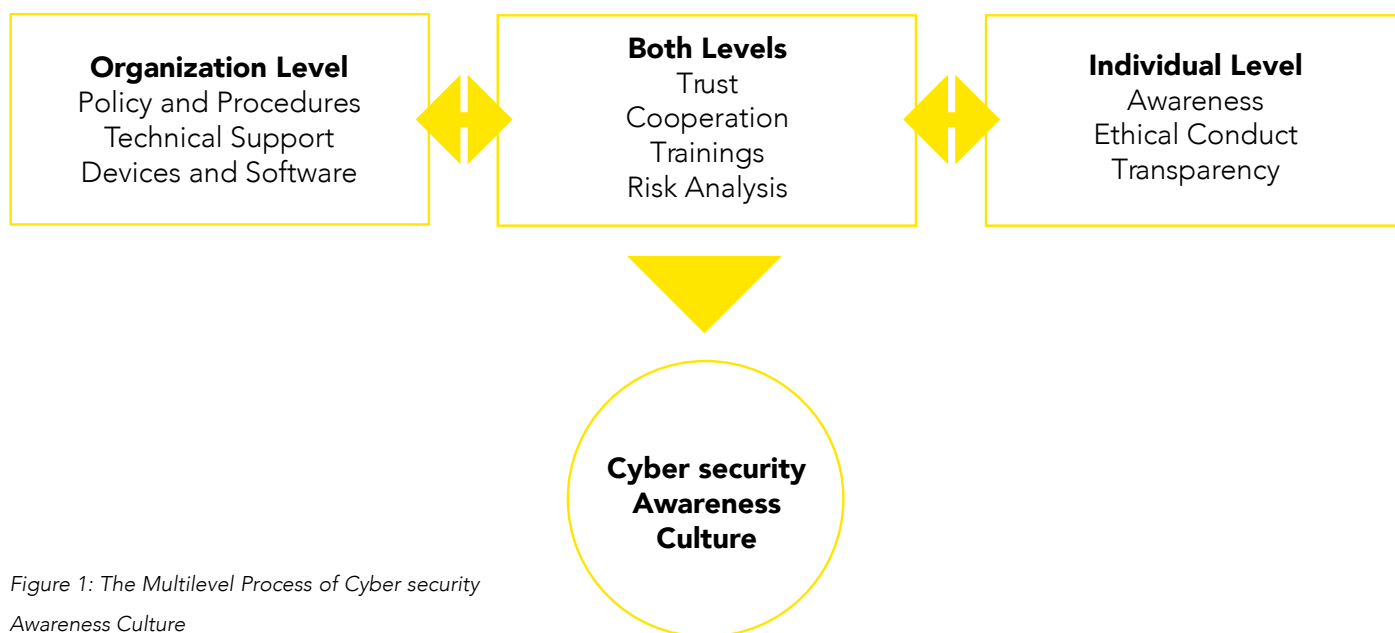 Organization Level
Policy and Procedures
Technical Support
Devices and Software
Both Levels
Trust
Cooperation
Trainings
Risk Analysis
Individual Level
Awareness
Ethical Conduct
Transparency
Cyber security
Awareness
Culture
Figure 1: The Multilevel Process of Cyber security
Awareness Culture